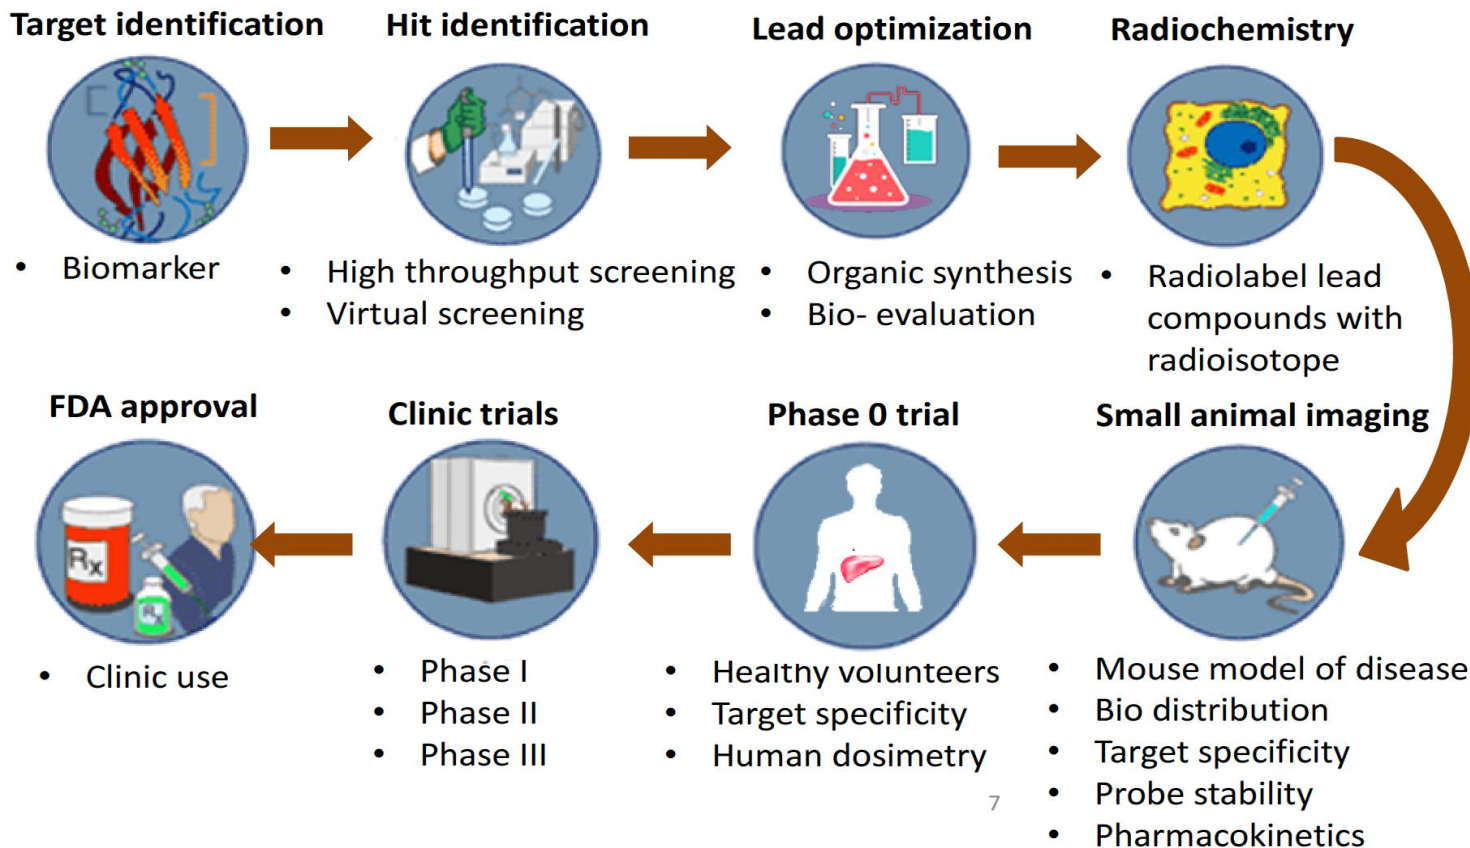 Target identification
Hit identification
Lead optimization
Radiochemistry
• Biomarker
• High throughput screening
• Virtual screening
• Organic synthesis
• Bio- evaluation
• Radiolabel lead
compounds with
radioisotope
Small animal imaging
• Mouse model of disease
• Bio distribution
• Target specificity
• Probe stability
• Pharmacokinetics
Phase 0 trial
• Healthy volunteers
• Target specificity
• Human dosimetry
Clinic trials
• Phase I
• Phase II
• Phase III
FDA approval
Rx
Rx
• Clinic use
7